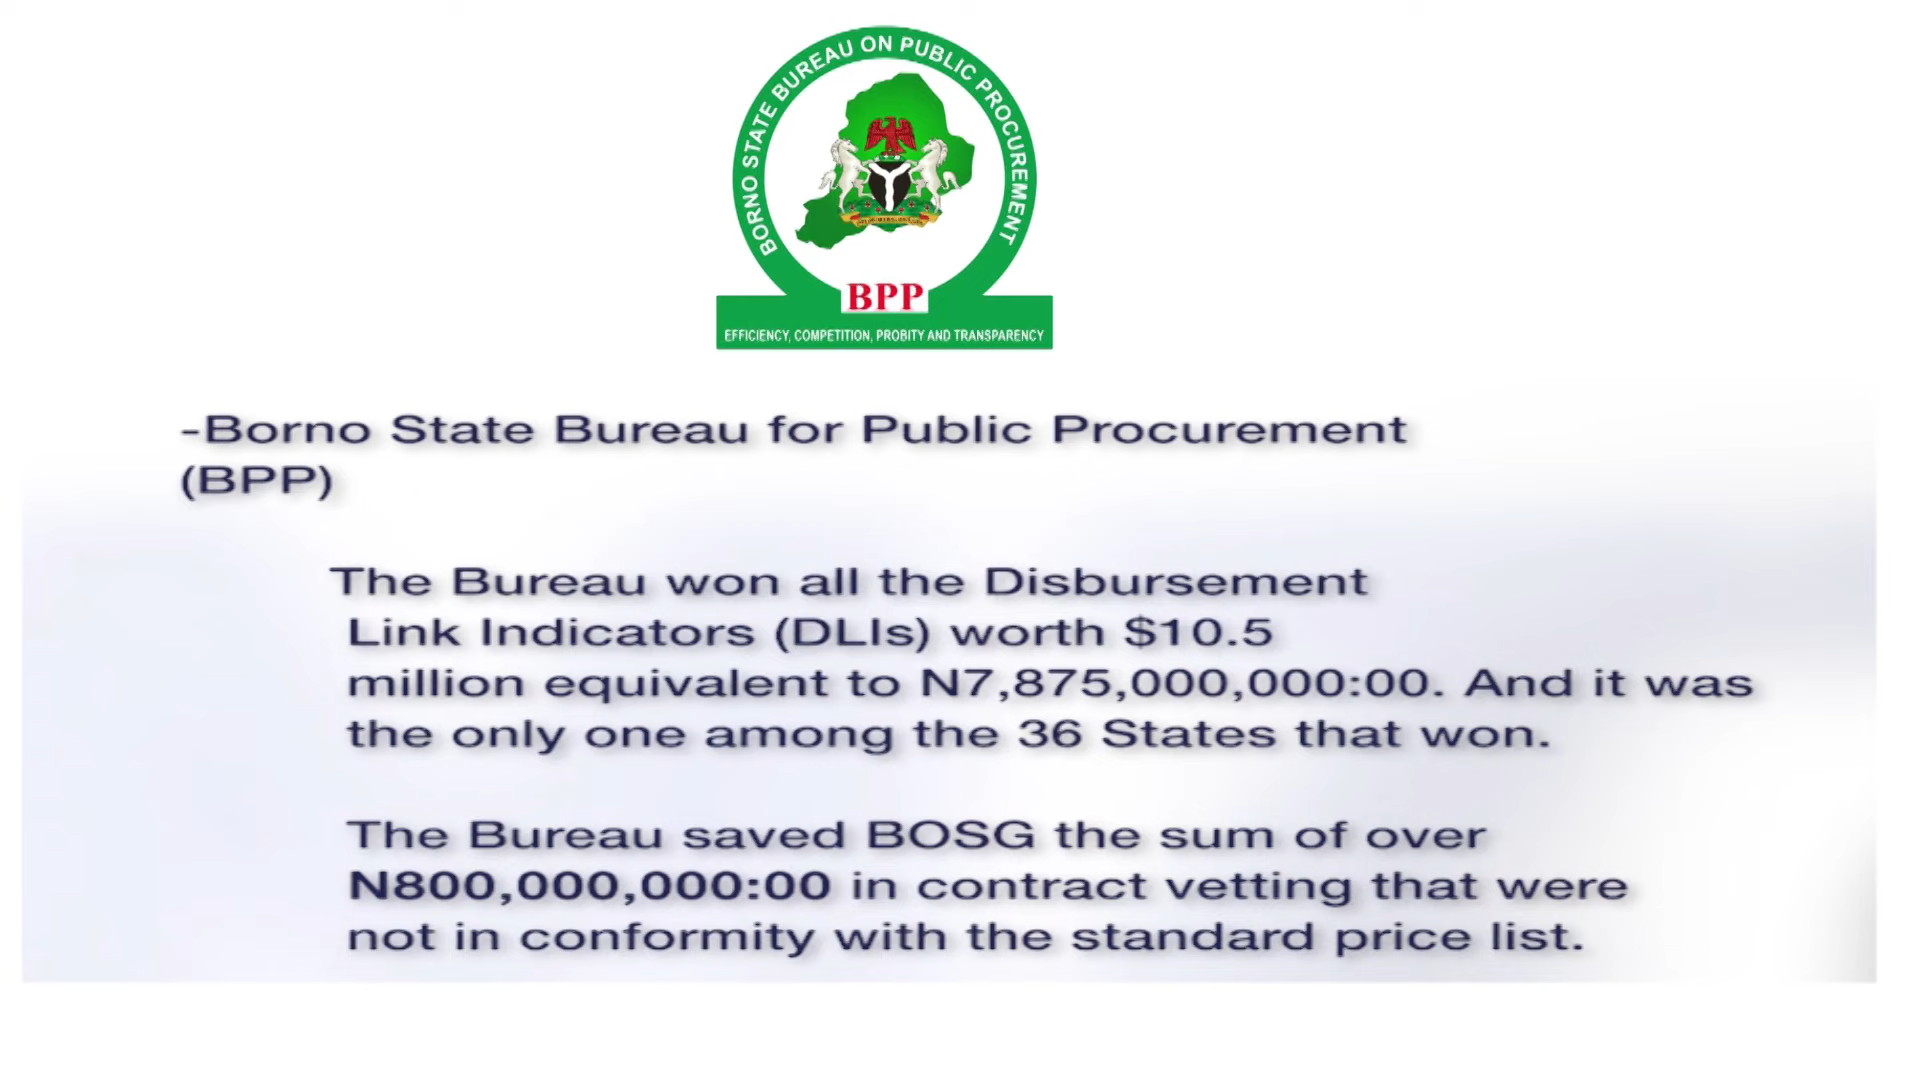 BORNO STATE BUREAU ON PUBLIC PROCUREMENT
BPP
EFFICIENCY, COMPETITION, PROBITY AND TRANSPARENCY
-Borno State Bureau for Public Procurement
(BPP)
The Bureau won all the Disbursement
Link Indicators (DLIs) worth $10.5
million equivalent to N7,875,000,000:00. And it was
the only one among the 36 States that won.
The Bureau saved BOSG the sum of over
N800,000,000:00 in contract vetting that were
not in conformity with the standard price list.